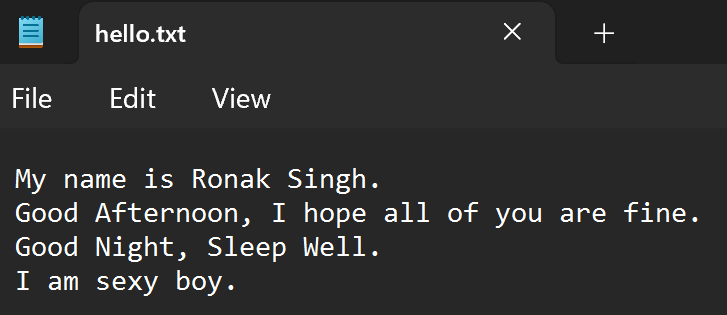 hello.txt
File Edit View
My name is Ronak Singh.
Good Afternoon, I hope all of you are fine.
Good Night, Sleep Well.
I am sexy boy.